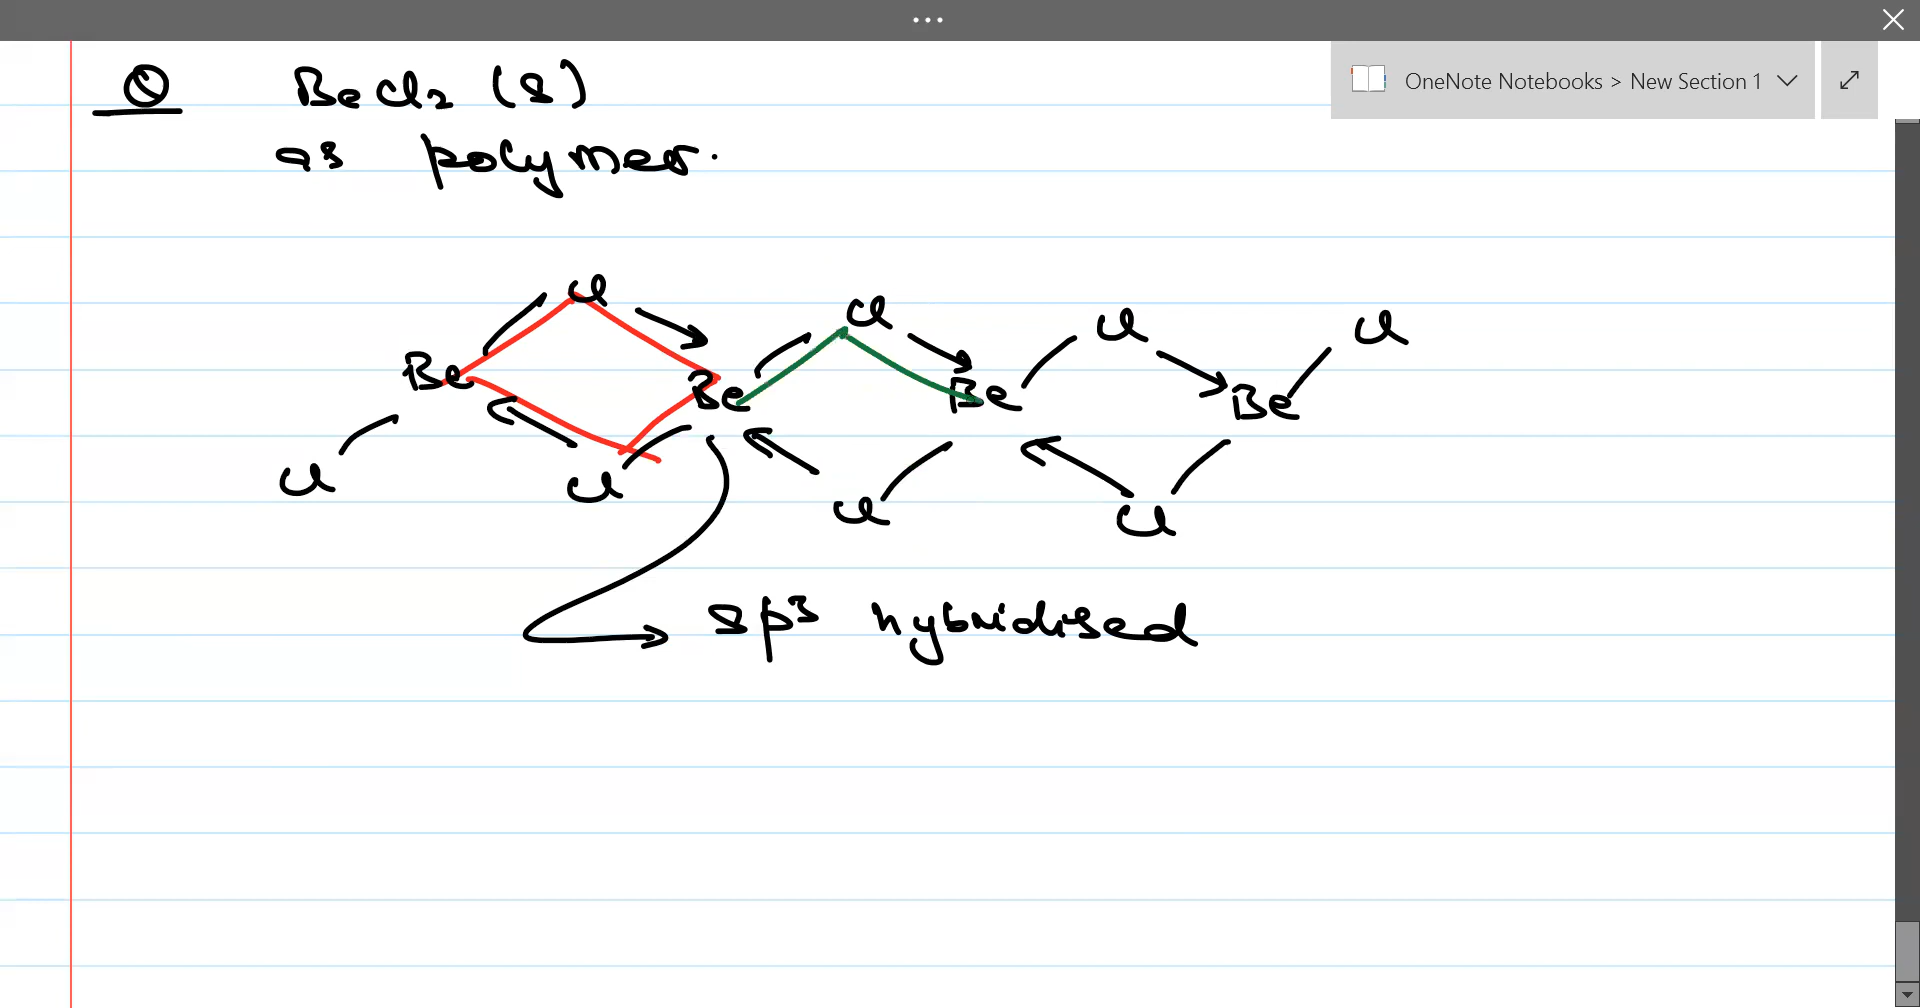 ...
OneNote Notebooks > New Section 1
Q BeCl2 (s)
as polymer.
Cl Cl Cl Cl
Be Be Be Be
Cl Cl Cl Cl
sp3 hybridised